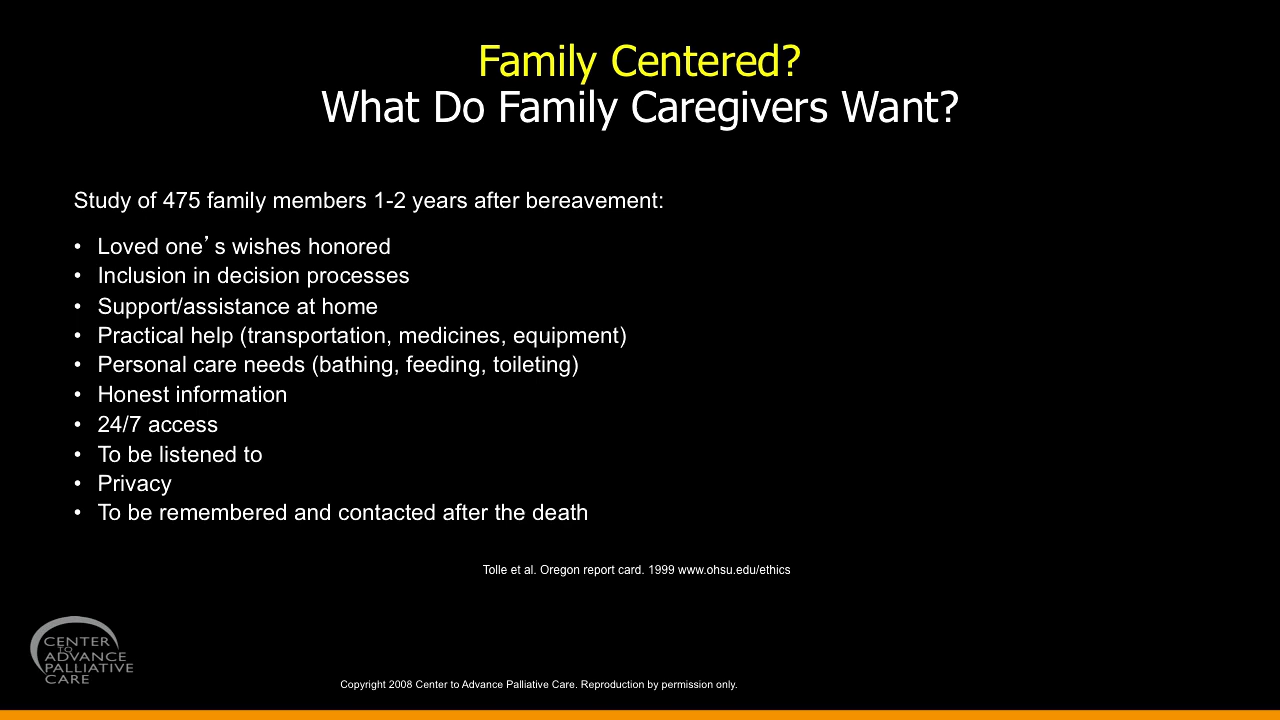 Family Centered?
What Do Family Caregivers Want?
Study of 475 family members 1-2 years after bereavement:
• Loved one’s wishes honored
• Inclusion in decision processes
• Support/assistance at home
• Practical help (transportation, medicines, equipment)
• Personal care needs (bathing, feeding, toileting)
• Honest information
• 24/7 access
• To be listened to
• Privacy
• To be remembered and contacted after the death
Tolle et al. Oregon report card. 1999 www.ohsu.edu/ethics
CENTER
TO
ADVANCE
PALLIATIVE
CARE
Copyright 2008 Center to Advance Palliative Care. Reproduction by permission only.